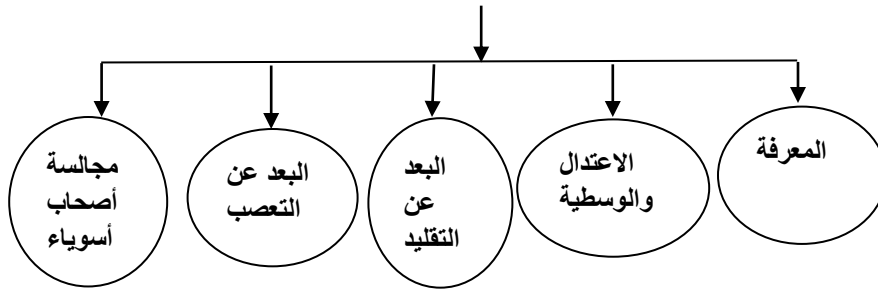 المعرفة
الاعتدال
والوسطية
البعد
عن
التقليد
البعد عن
التعصب
مجالسة
أصحاب
أسوياء